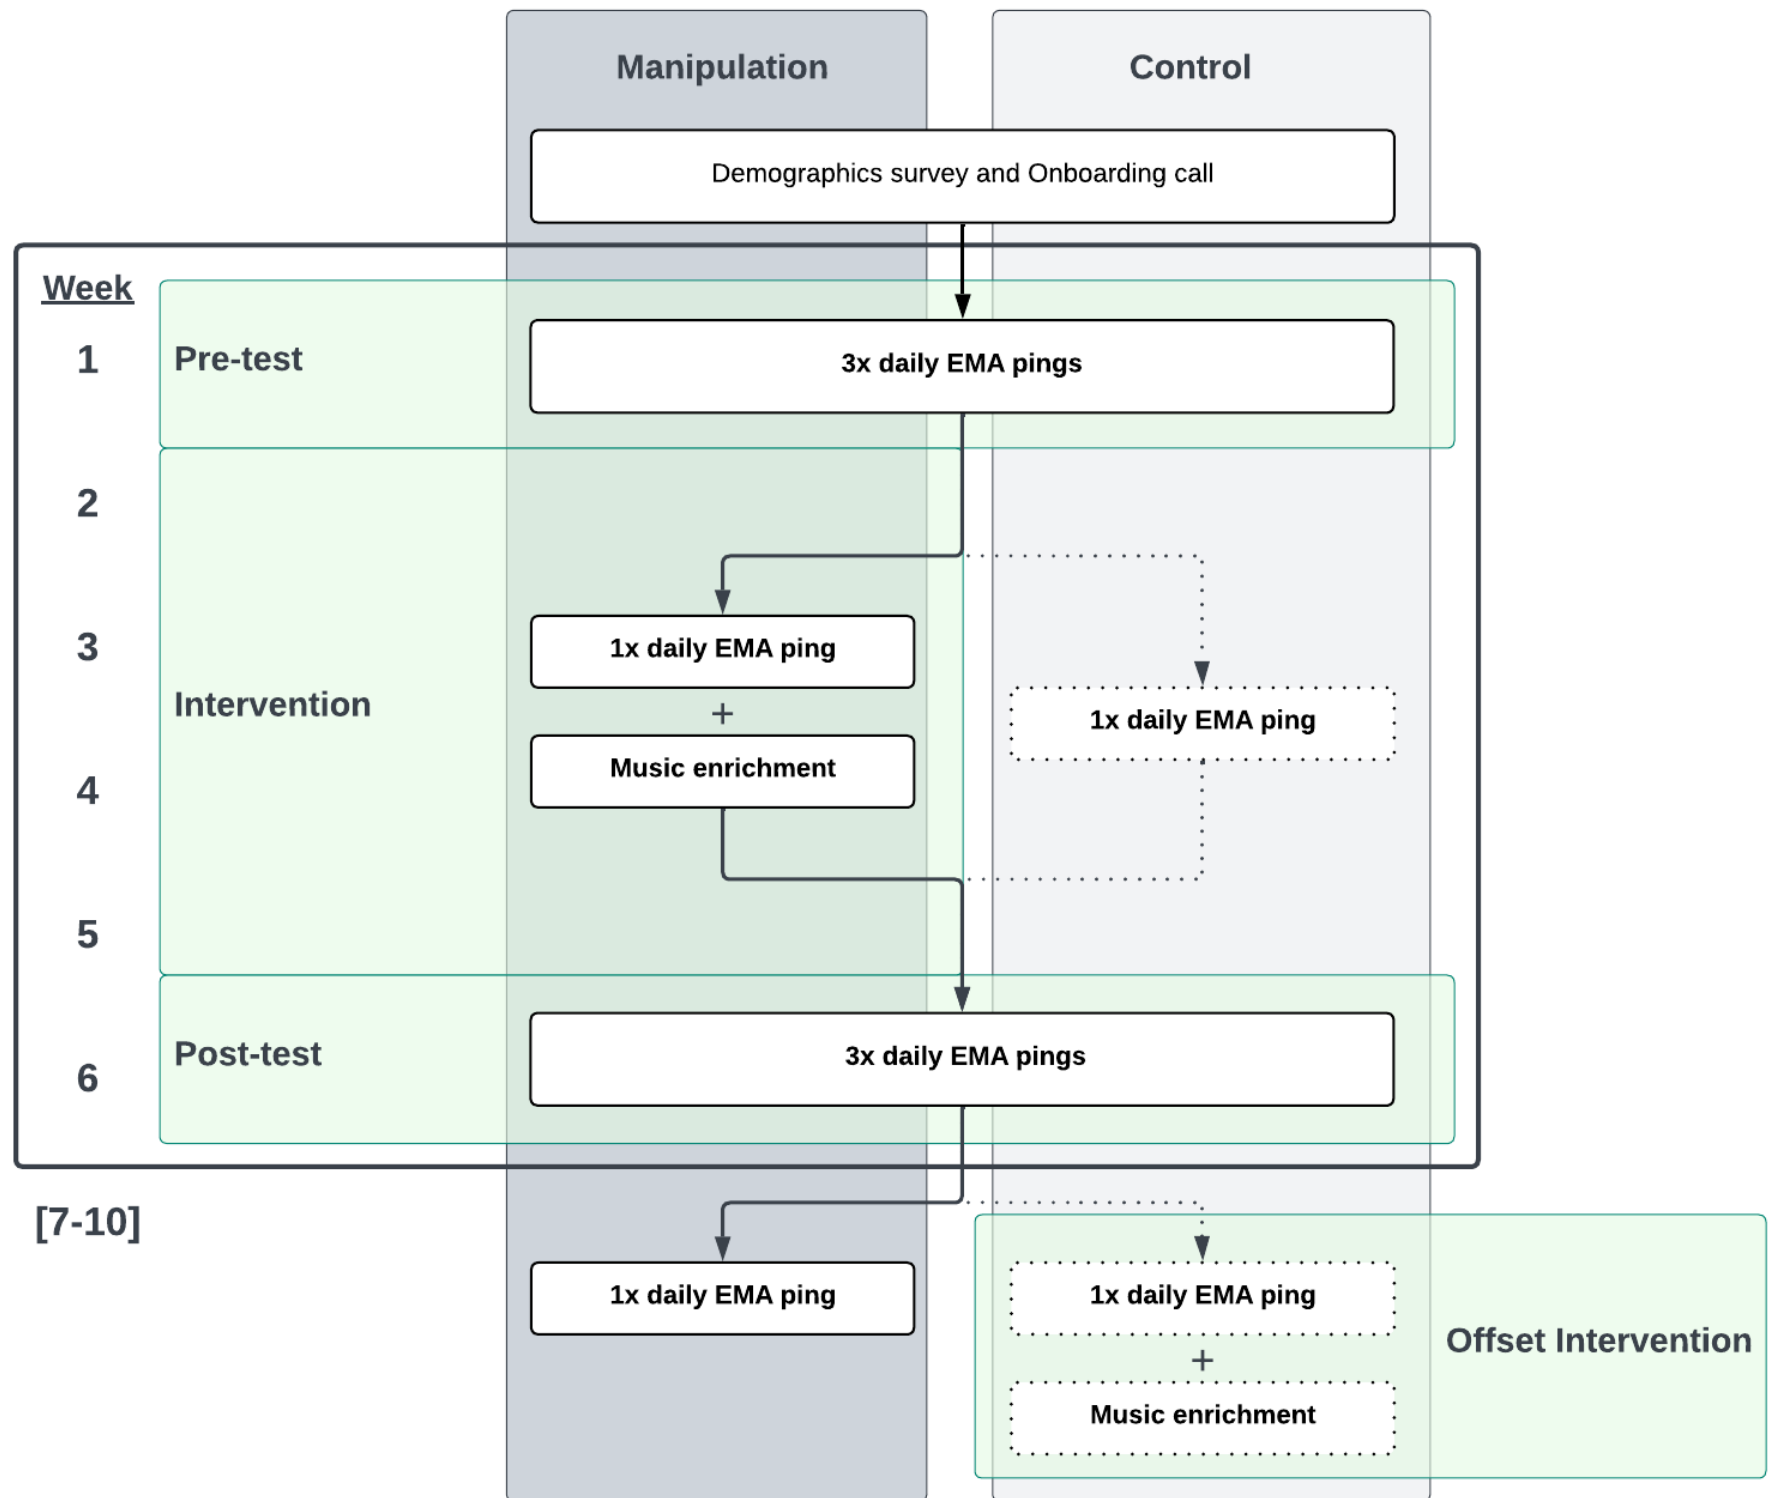 Manipulation
Control
Demographics survey and Onboarding call
Week
1
Pre-test
3x daily EMA pings
2
3
1x daily EMA ping
Intervention
+
1x daily EMA ping
Music enrichment
4
5
Post-test
3x daily EMA pings
6
[7-10]
1x daily EMA ping
1x daily EMA ping
Offset Intervention
+
Music enrichment